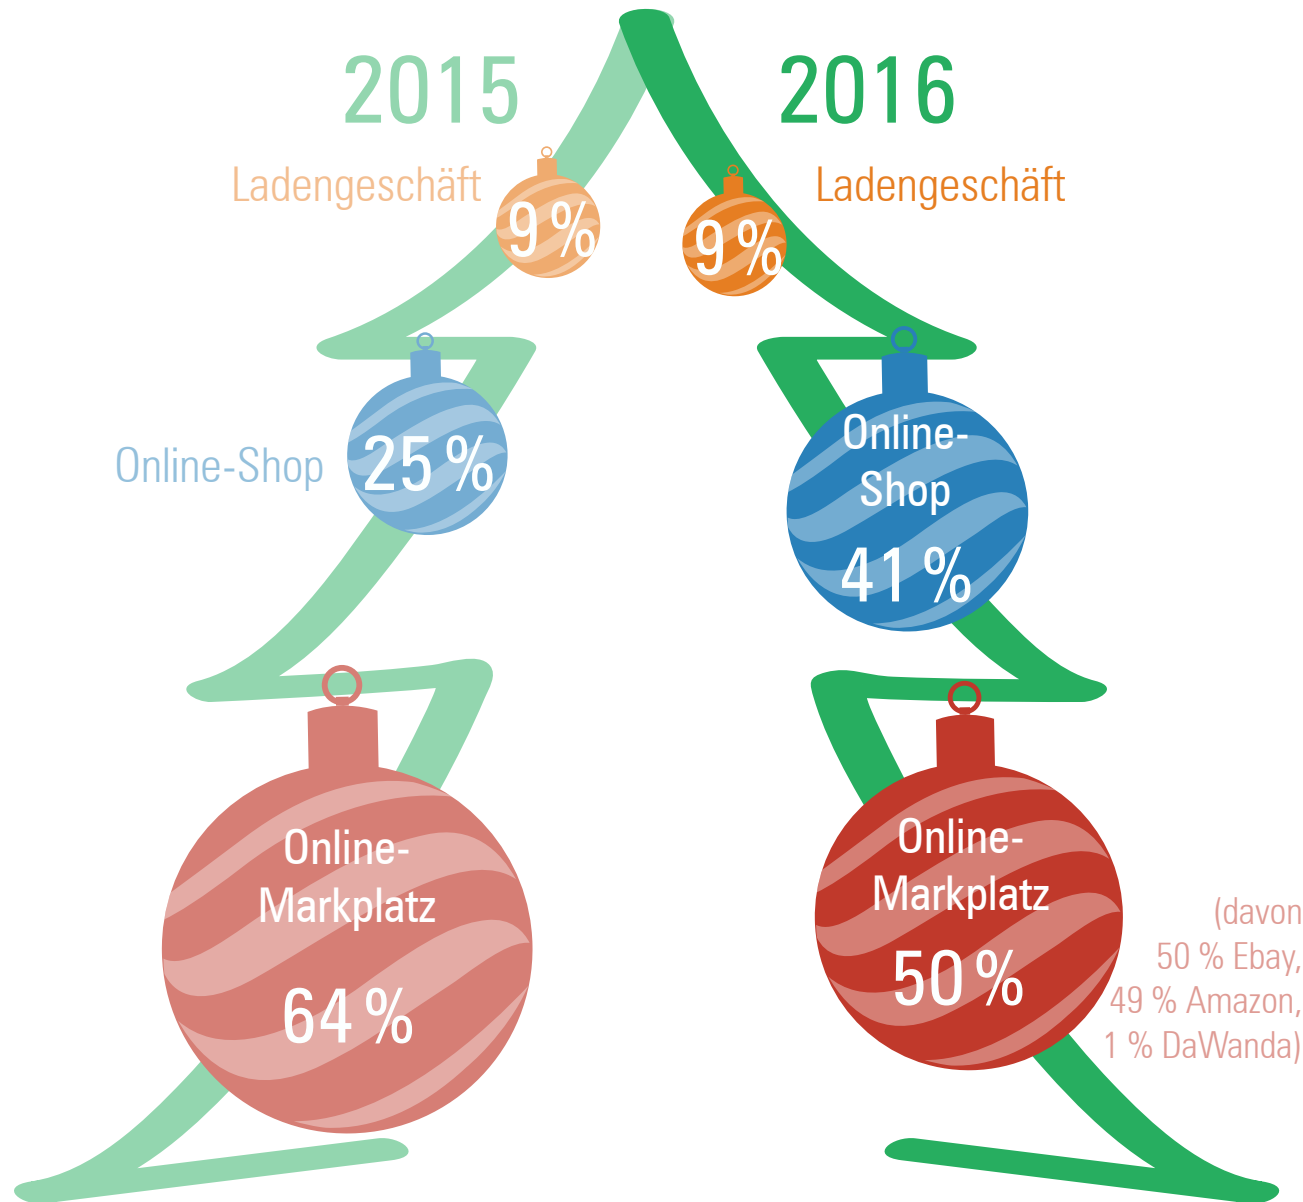 2015
Ladengeschäft
9 %
Online-Shop
25 %
Online-
Markplatz
64 %
2016
Ladengeschäft
9 %
Online-
Shop
41 %
Online-
Markplatz
50 %
(davon
50 % Ebay,
49 % Amazon,
1 % DaWanda)